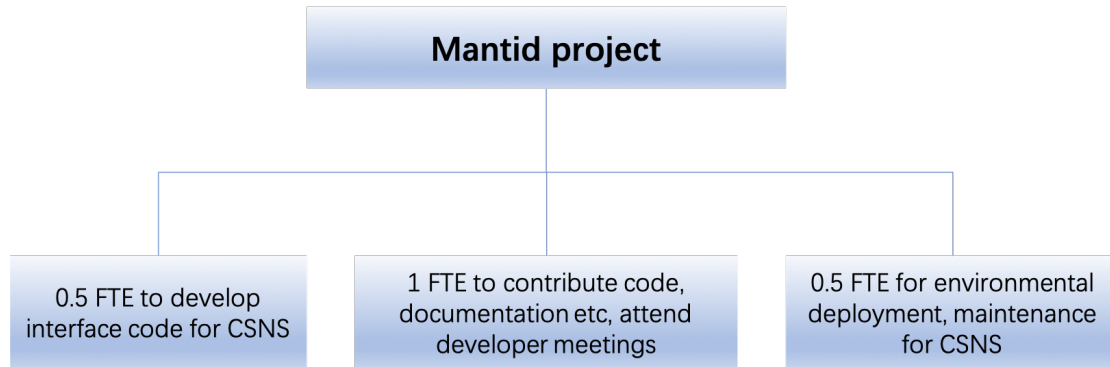 Mantid project
0.5 FTE to develop
interface code for CSNS
1 FTE to contribute code,
documentation etc, attend
developer meetings
0.5 FTE for environmental
deployment, maintenance
for CSNS